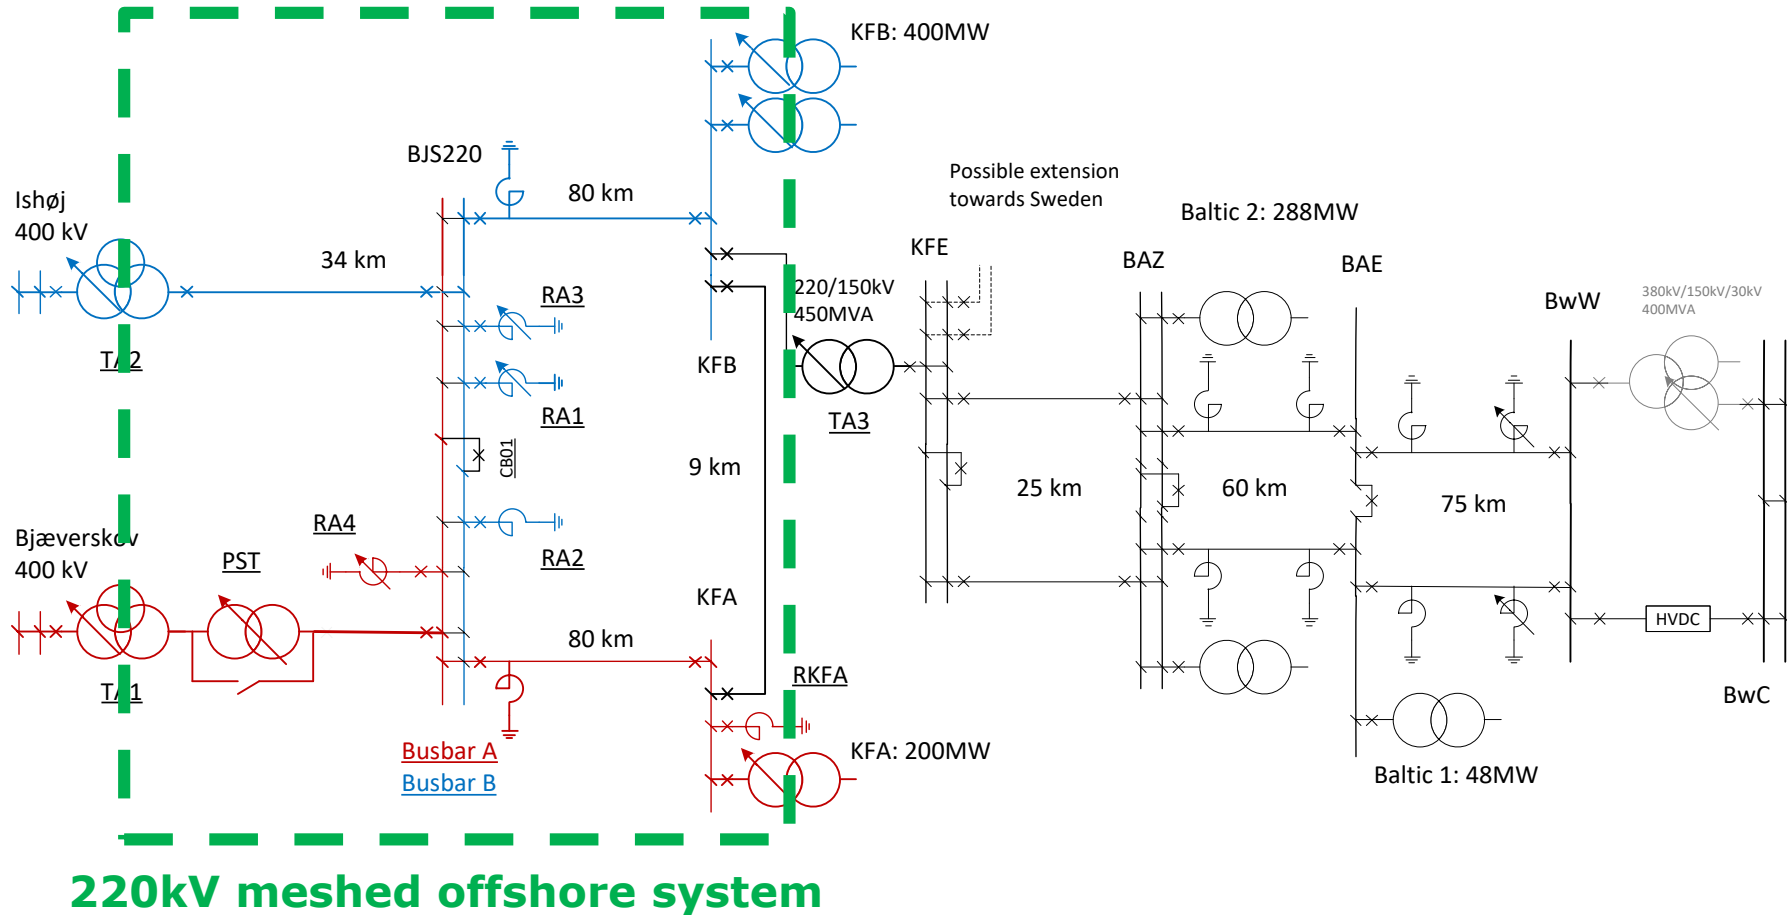 KFB: 400MW
BJS220
Possible extension
towards Sweden
80 km
Ishøj
400 kV
Baltic 2: 288MW
KFE
34 km
BAZ
BAE
RA3
220/150kV
450MVA
BwW
380kV/150kV/30kV
400MVA
TA2
KFB
RA1
TA3
CB01
9 km
25 km
60 km
75 km
RA4
Bjæverskov
400 kV
PST
RA2
KFA
HVDC
80 km
RKFA
TA1
BwC
Busbar A
KFA: 200MW
Busbar B
Baltic 1: 48MW
220kV meshed offshore system